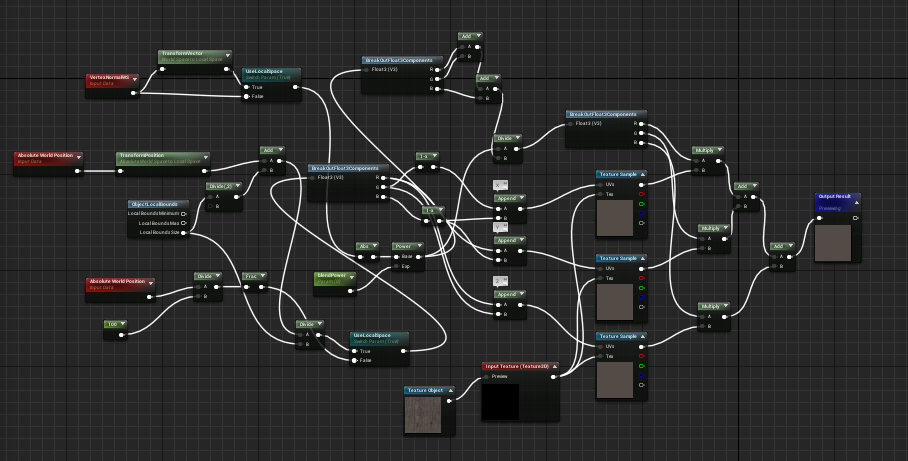 Add
A
B
TransformVector
World Space to Local Space
VertexNormalWS
Input Data
UseLocalSpace
Switch Param (True)
True
False
BreakOutFloat3Components
Float3 (V3)
R
G
B
Add
A
B
BreakOutFloat3Components
Float3 (V3)
R
G
B
Divide
A
B
Absolute World Position
Input Data
TransformPosition
Absolute World Space to Local Space
Add
A
B
BreakOutFloat3Components
Float3 (V3)
R
G
B
1-x
Multiply
A
B
Divide(,2)
A
B
ObjectLocalBounds
Local Bounds Minimum
Local Bounds Max
Local Bounds Size
1-x
X
Append
A
B
Texture Sample
UVs
Tex
Add
A
B
Output Result
Previewing
Y
Append
A
B
Multiply
A
B
Abs
Power
Base
Exp
BlendPower
Add
A
B
Texture Sample
UVs
Tex
Absolute World Position
Input Data
Divide
A
B
Frac
Z
Append
A
B
Multiply
A
B
100
Divide
A
B
UseLocalSpace
Switch Param (True)
True
False
Texture Sample
UVs
Tex
Input Texture (Texture2D)
Preview
Texture Object